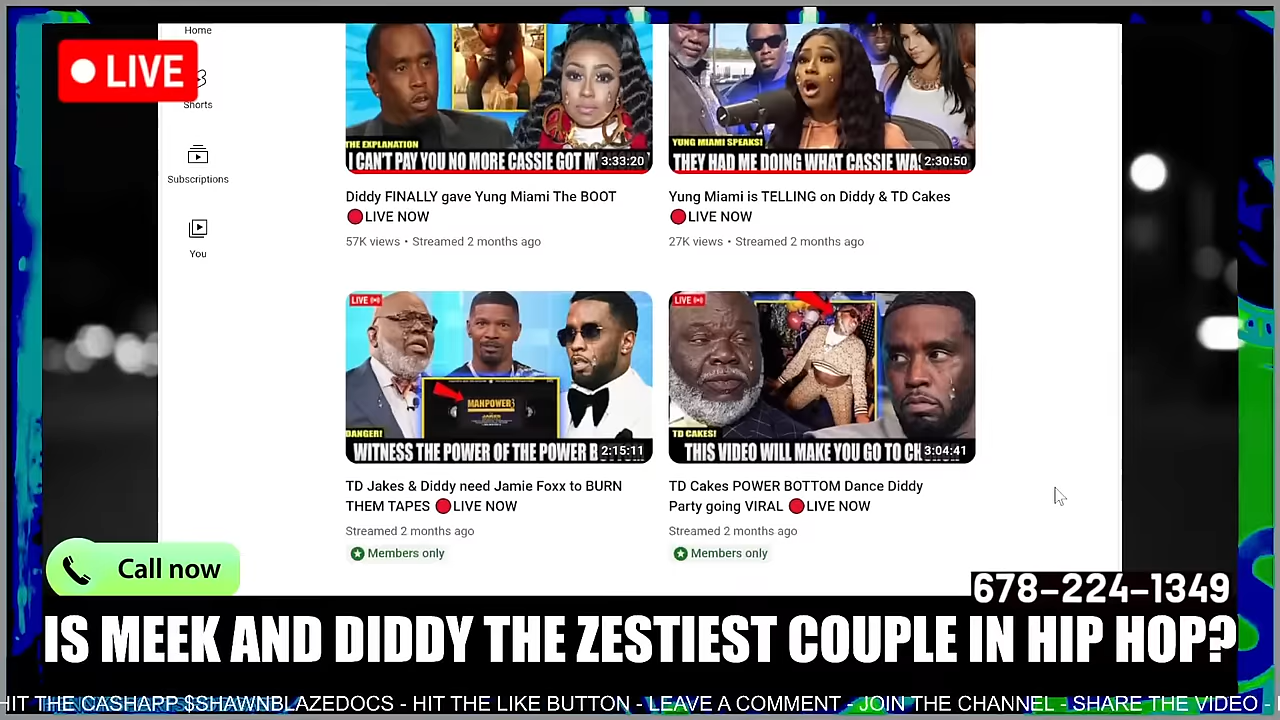 LIVE
Home
Shorts
Subscriptions
You
THE EXPLANATION
I CAN'T PAY YOU NO MORE CASSIE GOT M
3:33:20
Diddy FINALLY gave Yung Miami The BOOT
🔴LIVE NOW
57K views • Streamed 2 months ago
YUNG MIAMI SPEAKS!
THEY HAD ME DOING WHAT CASSIE WA
2:30:50
Yung Miami is TELLING on Diddy & TD Cakes
🔴LIVE NOW
27K views • Streamed 2 months ago
LIVE
MANPOWER
DANGER!
WITNESS THE POWER OF THE POWER B
2:15:11
TD Jakes & Diddy need Jamie Foxx to BURN
THEM TAPES 🔴LIVE NOW
Streamed 2 months ago
Members only
LIVE
TD CAKES!
THIS VIDEO WILL MAKE YOU GO TO CH
3:04:41
TD Cakes POWER BOTTOM Dance Diddy
Party going VIRAL 🔴LIVE NOW
Streamed 2 months ago
Members only
Call now
678-224-1349
IS MEEK AND DIDDY THE ZESTIEST COUPLE IN HIP HOP?
HIT THE CASHAPP $SHAWNBLAZEDOCS - HIT THE LIKE BUTTON - LEAVE A COMMENT - JOIN THE CHANNEL - SHARE THE VIDEO -